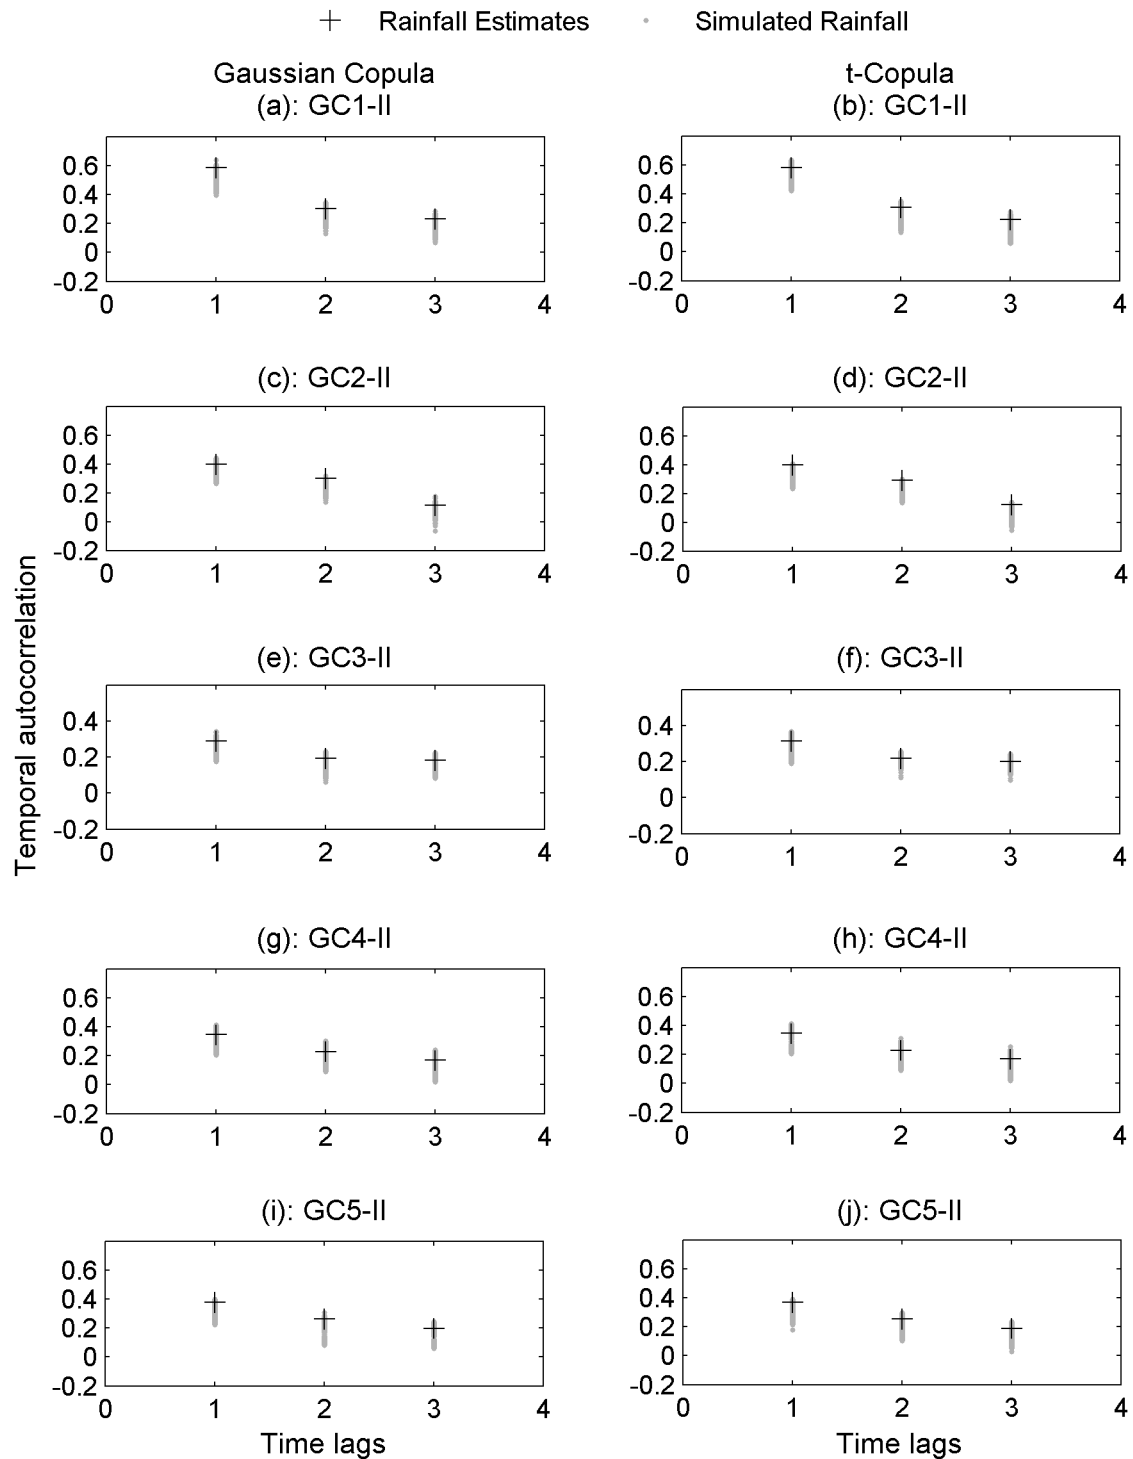 Rainfall Estimates Simulated Rainfall
Gaussian Copula t-Copula
(a): GC1-II (b): GC1-II
0.6 0.6
0.4 0.4
0.2 0.2
0 0
-0.2 -0.2
0 1 2 3 4 0 1 2 3 4
(c): GC2-II (d): GC2-II
0.6 0.6
0.4 0.4
0.2 0.2
0 0
-0.2 -0.2
0 1 2 3 4 0 1 2 3 4
Temporal autocorrelation
(e): GC3-II (f): GC3-II
0.4 0.4
0.2 0.2
0 0
-0.2 -0.2
0 1 2 3 4 0 1 2 3 4
(g): GC4-II (h): GC4-II
0.6 0.6
0.4 0.4
0.2 0.2
0 0
-0.2 -0.2
0 1 2 3 4 0 1 2 3 4
(i): GC5-II (j): GC5-II
0.6 0.6
0.4 0.4
0.2 0.2
0 0
-0.2 -0.2
0 1 2 3 4 0 1 2 3 4
Time lags Time lags